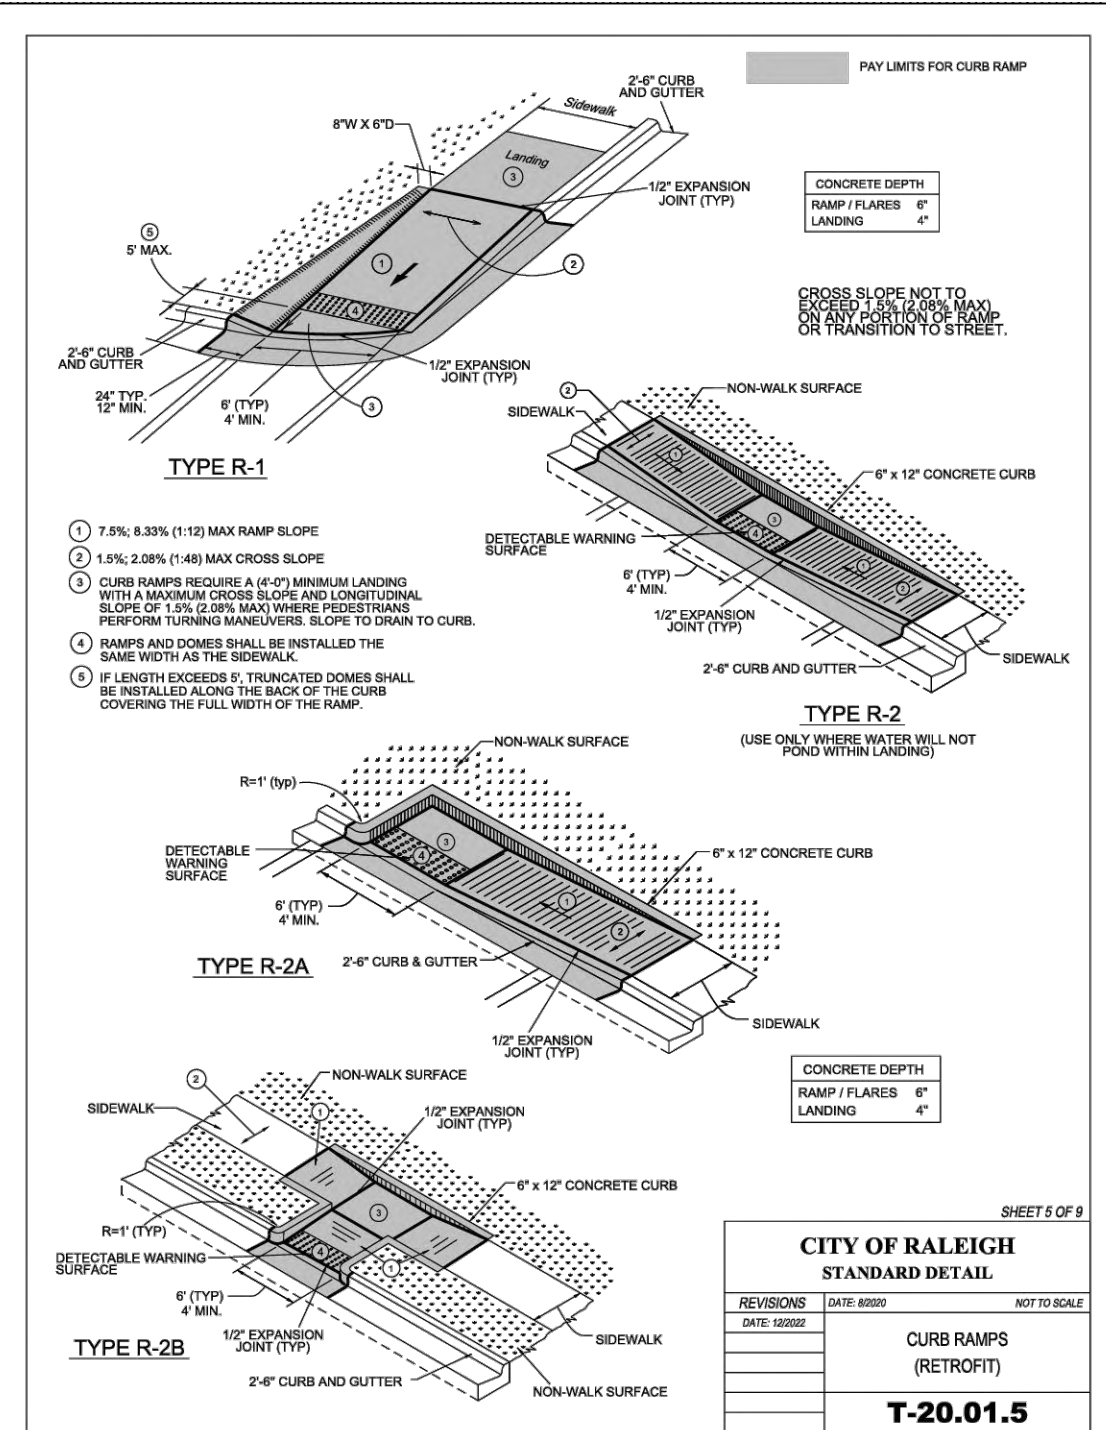 PAY LIMITS FOR CURB RAMP
2'-6" CURB
AND GUTTER
Sidewalk
8"W X 6"D
Landing
3
1/2" EXPANSION
JOINT (TYP)
CONCRETE DEPTH
RAMP / FLARES 6"
LANDING 4"
5
5' MAX.
1
2
4
CROSS SLOPE NOT TO
EXCEED 1.5% (2.08% MAX)
ON ANY PORTION OF RAMP
OR TRANSITION TO STREET.
2'-6" CURB
AND GUTTER
1/2" EXPANSION
JOINT (TYP)
24" TYP.
12" MIN.
6' (TYP)
4' MIN.
3
TYPE R-1
2
NON-WALK SURFACE
SIDEWALK
1
6" x 12" CONCRETE CURB
3
4
DETECTABLE WARNING
SURFACE
1
2
6' (TYP)
4' MIN.
1/2" EXPANSION
JOINT (TYP)
2'-6" CURB AND GUTTER
SIDEWALK
TYPE R-2
(USE ONLY WHERE WATER WILL NOT
POND WITHIN LANDING)
1 7.5%; 8.33% (1:12) MAX RAMP SLOPE
2 1.5%; 2.08% (1:48) MAX CROSS SLOPE
3 CURB RAMPS REQUIRE A (4'-0") MINIMUM LANDING
WITH A MAXIMUM CROSS SLOPE AND LONGITUDINAL
SLOPE OF 1.5% (2.08% MAX) WHERE PEDESTRIANS
PERFORM TURNING MANEUVERS. SLOPE TO DRAIN TO CURB.
4 RAMPS AND DOMES SHALL BE INSTALLED THE
SAME WIDTH AS THE SIDEWALK.
5 IF LENGTH EXCEEDS 5', TRUNCATED DOMES SHALL
BE INSTALLED ALONG THE BACK OF THE CURB
COVERING THE FULL WIDTH OF THE RAMP.
NON-WALK SURFACE
R=1' (typ)
3
4
DETECTABLE
WARNING
SURFACE
6" x 12" CONCRETE CURB
1
2
6' (TYP)
4' MIN.
2'-6" CURB & GUTTER
TYPE R-2A
SIDEWALK
1/2" EXPANSION
JOINT (TYP)
CONCRETE DEPTH
RAMP / FLARES 6"
LANDING 4"
2
NON-WALK SURFACE
SIDEWALK
1
1/2" EXPANSION
JOINT (TYP)
6" x 12" CONCRETE CURB
3
R=1' (TYP)
4
DETECTABLE WARNING
SURFACE
1
6' (TYP)
4' MIN.
1/2" EXPANSION
JOINT (TYP)
SIDEWALK
2'-6" CURB AND GUTTER
NON-WALK SURFACE
TYPE R-2B
SHEET 5 OF 9
CITY OF RALEIGH
STANDARD DETAIL
REVISIONS
DATE: 8/2020
NOT TO SCALE
DATE: 12/2022
CURB RAMPS
(RETROFIT)
T-20.01.5